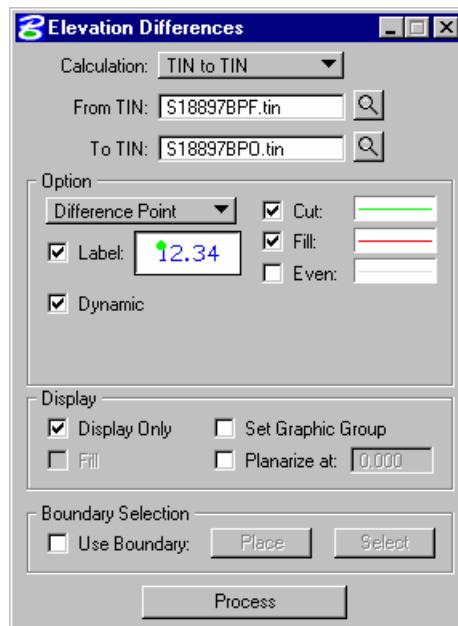 Elevation Differences
Calculation: TIN to TIN
From TIN: S18897BPF.tin
To TIN: S18897BPO.tin
Option
Difference Point
Cut:
Label: 12.34
Fill:
Even:
Dynamic
Display
Display Only
Set Graphic Group
Fill
Planarize at: 0.000
Boundary Selection
Use Boundary: Place Select
Process